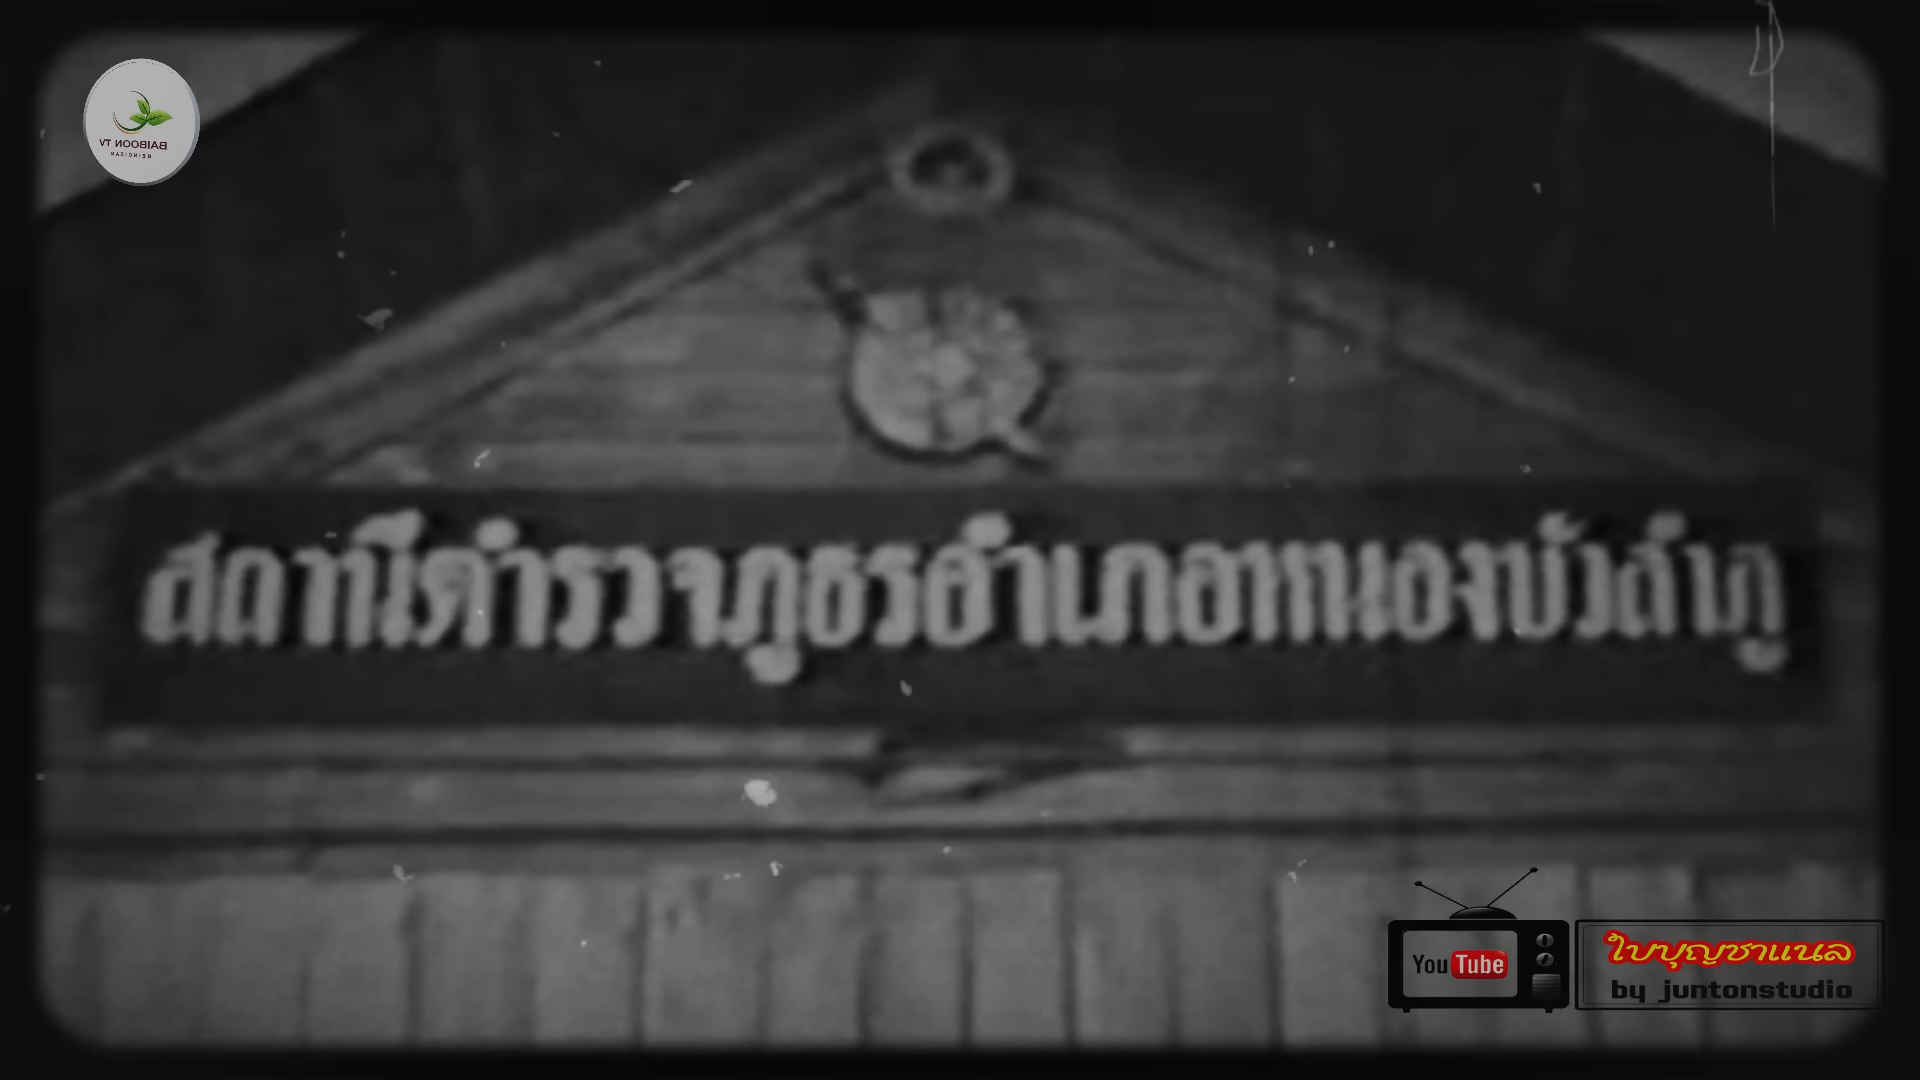 BAIBOON TV
สถานีตำรวจภูธรอำเภอหนองบัวลำภู
YouTube
ใบบุญชาแนล
by juntonstudio